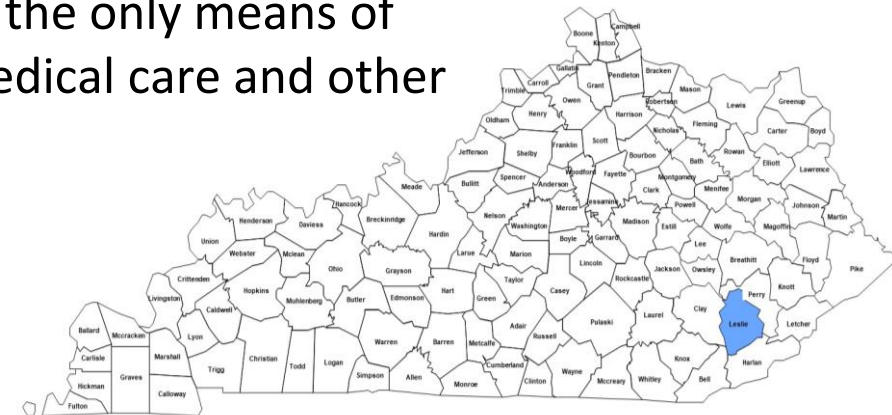 the only means of
edical care and other
Boone
Kenton
Campbell
Gallatin
Carroll
Trimble
Grant
Pendleton
Bracken
Mason
Robertson
Lewis
Greenup
Owen
Henry
Oldham
Harrison
Nicholas
Fleming
Carter
Boyd
Jefferson
Shelby
Franklin
Scott
Bourbon
Bath
Rowan
Elliott
Lawrence
Spencer
Anderson
Woodford
Fayette
Montgomery
Menifee
Morgan
Johnson
Martin
Meade
Bullitt
Nelson
Mercer
Jessamine
Clark
Powell
Wolfe
Magoffin
Hancock
Henderson
Daviess
Breckinridge
Hardin
Washington
Boyle
Garrard
Madison
Estill
Lee
Breathitt
Floyd
Pike
Union
Webster
Mclean
Ohio
Grayson
Larue
Marion
Lincoln
Rockcastle
Jackson
Owsley
Knott
Perry
Crittenden
Livingston
Hopkins
Muhlenberg
Butler
Edmonson
Hart
Green
Taylor
Casey
Caldwell
Lyon
Pulaski
Laurel
Clay
Leslie
Letcher
Ballard
Mccracken
Carlisle
Marshall
Graves
Hickman
Fulton
Calloway
Trigg
Christian
Todd
Logan
Warren
Simpson
Allen
Barren
Metcalfe
Adair
Russell
Monroe
Cumberland
Clinton
Wayne
Mccreary
Whitley
Knox
Bell
Harlan